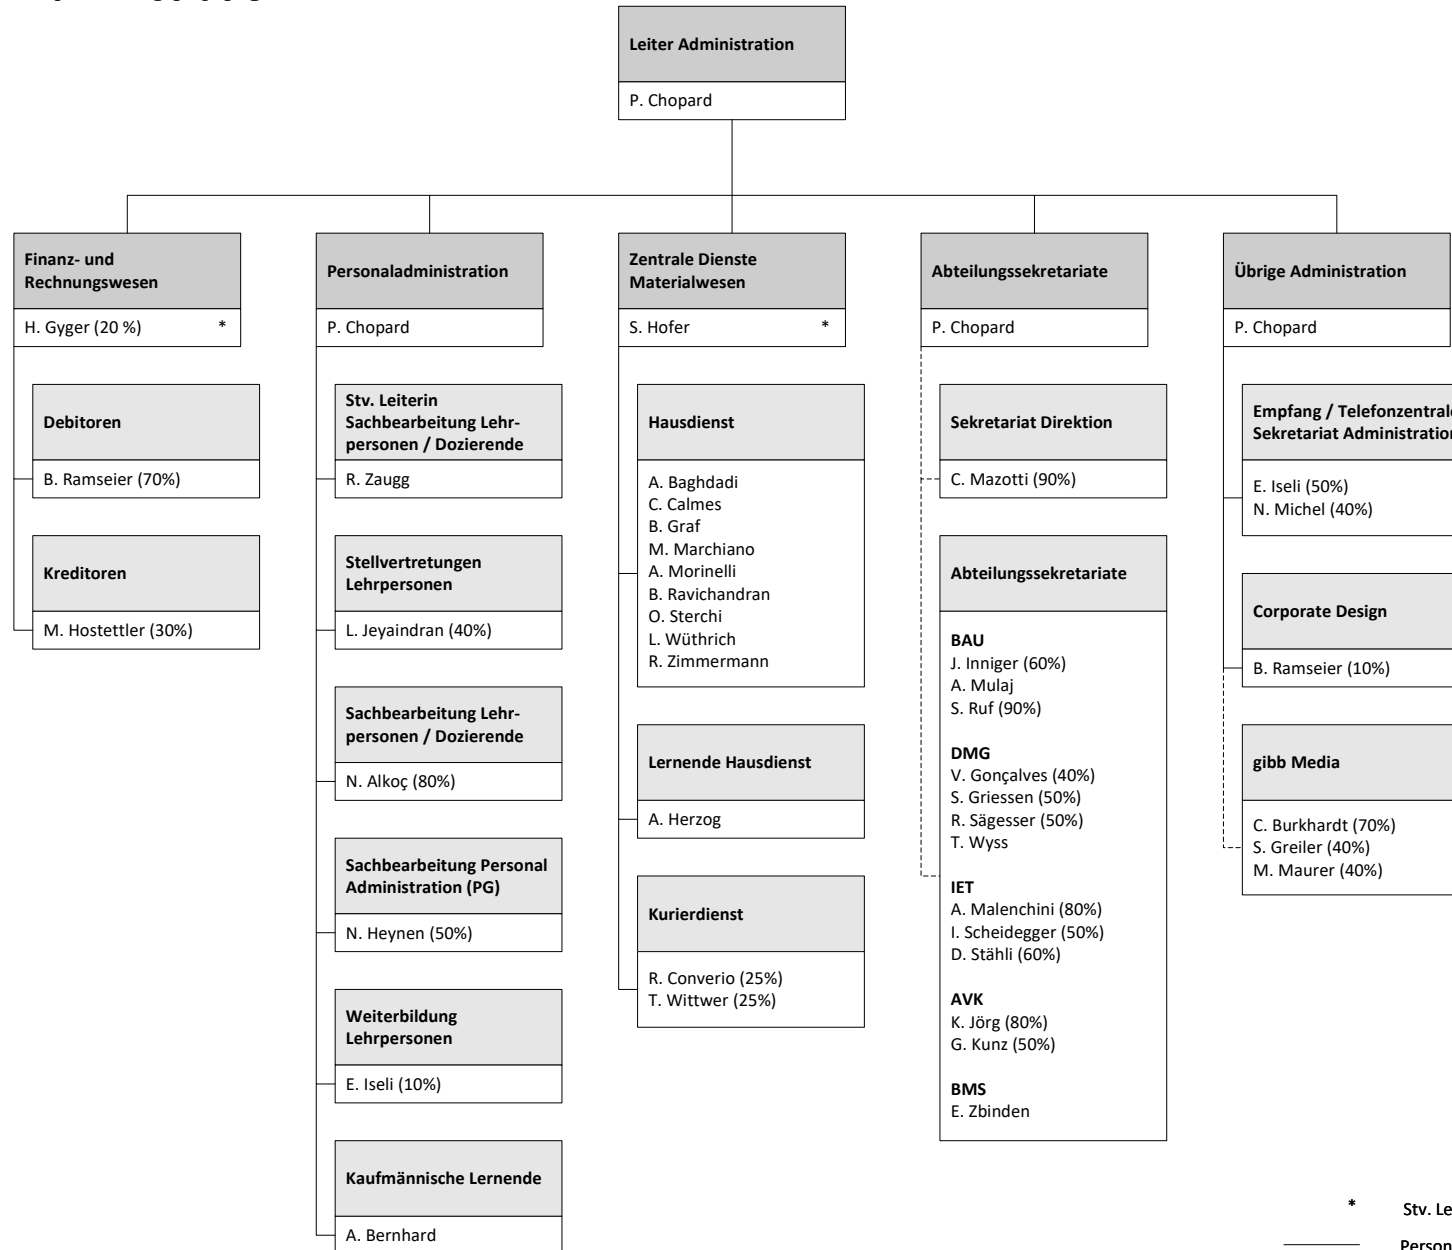 Leiter Administration
P. Chopard
Finanz- und
Rechnungswesen
H. Gyger (20 %) *
Debitoren
B. Ramseier (70%)
Kreditoren
M. Hostettler (30%)
Personaladministration
P. Chopard
Stv. Leiterin
Sachbearbeitung Lehr-
personen / Dozierende
R. Zaugg
Stellvertretungen
Lehrpersonen
L. Jeyaindran (40%)
Sachbearbeitung Lehr-
personen / Dozierende
N. Alkoç (80%)
Sachbearbeitung Personal
Administration (PG)
N. Heynen (50%)
Weiterbildung
Lehrpersonen
E. Iseli (10%)
Kaufmännische Lernende
A. Bernhard
Zentrale Dienste
Materialwesen
S. Hofer *
Hausdienst
A. Baghdadi
C. Calmes
B. Graf
M. Marchiano
A. Morinelli
B. Ravichandran
O. Sterchi
L. Wüthrich
R. Zimmermann
Lernende Hausdienst
A. Herzog
Kurierdienst
R. Converio (25%)
T. Wittwer (25%)
Abteilungssekretariate
P. Chopard
Sekretariat Direktion
C. Mazotti (90%)
Abteilungssekretariate
BAU
J. Inniger (60%)
A. Mulaj
S. Ruf (90%)
DMG
V. Gonçalves (40%)
S. Griessen (50%)
R. Sägesser (50%)
T. Wyss
IET
A. Malenchini (80%)
I. Scheidegger (50%)
D. Stähli (60%)
AVK
K. Jörg (80%)
G. Kunz (50%)
BMS
E. Zbinden
Übrige Administration
P. Chopard
Empfang / Telefonzentrale
Sekretariat Administration
E. Iseli (50%)
N. Michel (40%)
Corporate Design
B. Ramseier (10%)
gibb Media
C. Burkhardt (70%)
S. Greiler (40%)
M. Maurer (40%)
* Stv. Le
Person